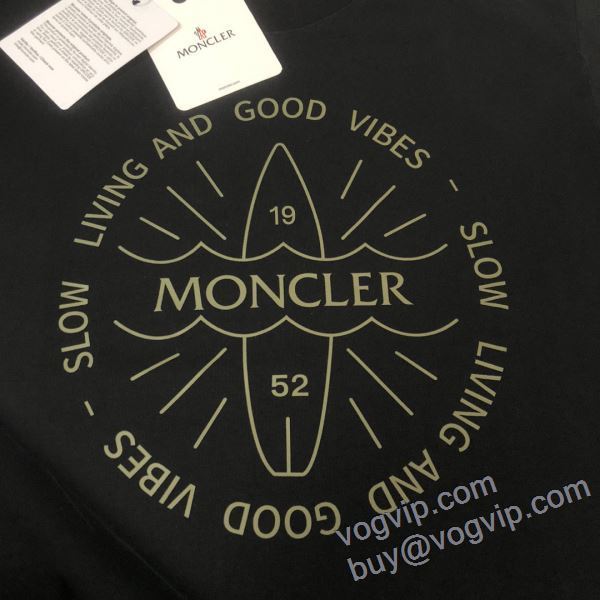 MONCLER
SLOW LIVING AND GOOD VIBES - SLOW LIVING AND GOOD VIBES -
19
MONCLER
52
vogvip.com
buy@vogvip.com